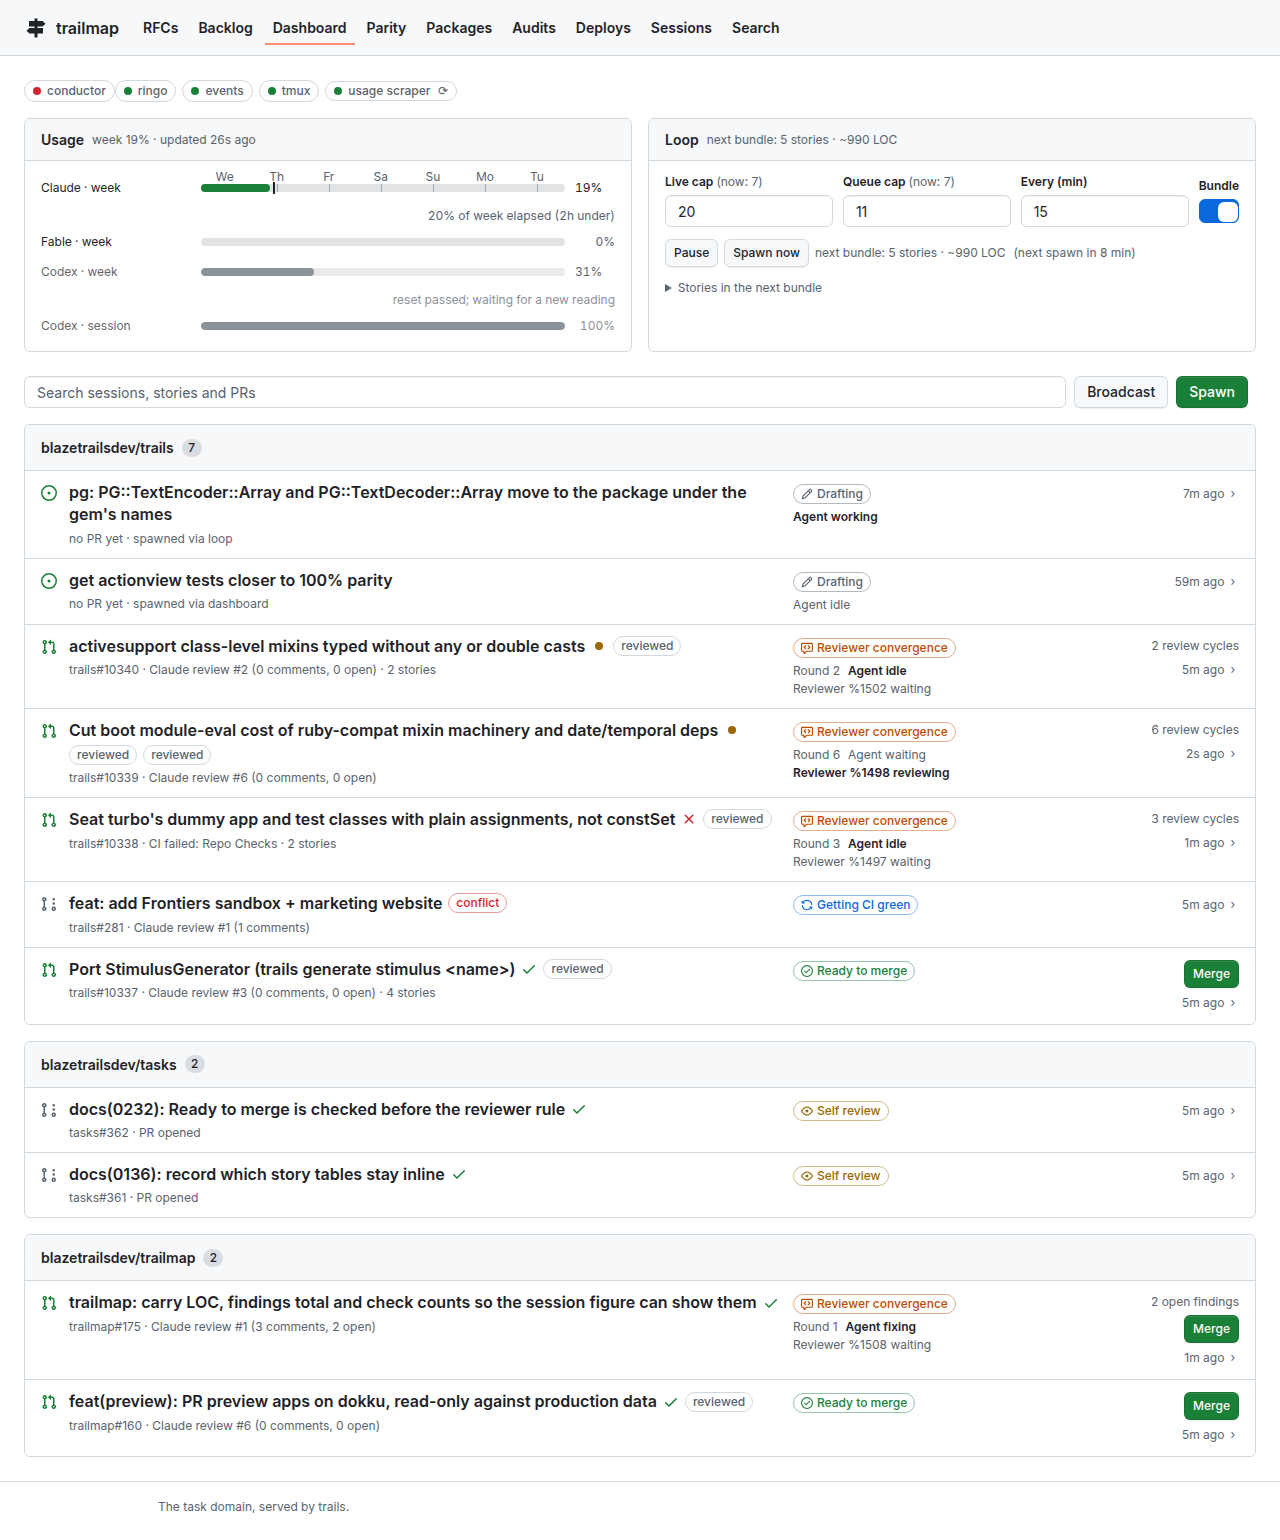 trailmap RFCs Backlog Dashboard Parity Packages Audits Deploys Sessions Search
conductor ringo events tmux usage scraper ⟳
Usage week 19% · updated 26s ago
We Th Fr Sa Su Mo Tu
Claude · week 19%
20% of week elapsed (2h under)
Fable · week 0%
Codex · week 31%
reset passed; waiting for a new reading
Codex · session 100%
Loop next bundle: 5 stories · ~990 LOC
Live cap (now: 7) Queue cap (now: 7) Every (min) Bundle
20 11 15
Pause Spawn now next bundle: 5 stories · ~990 LOC (next spawn in 8 min)
▶ Stories in the next bundle
Search sessions, stories and PRs Broadcast Spawn
blazetrailsdev/trails 7
pg: PG::TextEncoder::Array and PG::TextDecoder::Array move to the package under the
gem's names
no PR yet · spawned via loop
Drafting
Agent working
7m ago ›
get actionview tests closer to 100% parity
no PR yet · spawned via dashboard
Drafting
Agent idle
59m ago ›
activesupport class-level mixins typed without any or double casts reviewed
trails#10340 · Claude review #2 (0 comments, 0 open) · 2 stories
Reviewer convergence
Round 2 Agent idle
Reviewer %1502 waiting
2 review cycles
5m ago ›
Cut boot module-eval cost of ruby-compat mixin machinery and date/temporal deps
reviewed reviewed
trails#10339 · Claude review #6 (0 comments, 0 open)
Reviewer convergence
Round 6 Agent waiting
Reviewer %1498 reviewing
6 review cycles
2s ago ›
Seat turbo's dummy app and test classes with plain assignments, not constSet reviewed
trails#10338 · CI failed: Repo Checks · 2 stories
Reviewer convergence
Round 3 Agent idle
Reviewer %1497 waiting
3 review cycles
1m ago ›
feat: add Frontiers sandbox + marketing website conflict
trails#281 · Claude review #1 (1 comments)
Getting CI green
5m ago ›
Port StimulusGenerator (trails generate stimulus <name>) reviewed
trails#10337 · Claude review #3 (0 comments, 0 open) · 4 stories
Ready to merge
Merge
5m ago ›
blazetrailsdev/tasks 2
docs(0232): Ready to merge is checked before the reviewer rule
tasks#362 · PR opened
Self review
5m ago ›
docs(0136): record which story tables stay inline
tasks#361 · PR opened
Self review
5m ago ›
blazetrailsdev/trailmap 2
trailmap: carry LOC, findings total and check counts so the session figure can show them
trailmap#175 · Claude review #1 (3 comments, 2 open)
Reviewer convergence
Round 1 Agent fixing
Reviewer %1508 waiting
2 open findings
Merge
1m ago ›
feat(preview): PR preview apps on dokku, read-only against production data reviewed
trailmap#160 · Claude review #6 (0 comments, 0 open)
Ready to merge
Merge
5m ago ›
The task domain, served by trails.